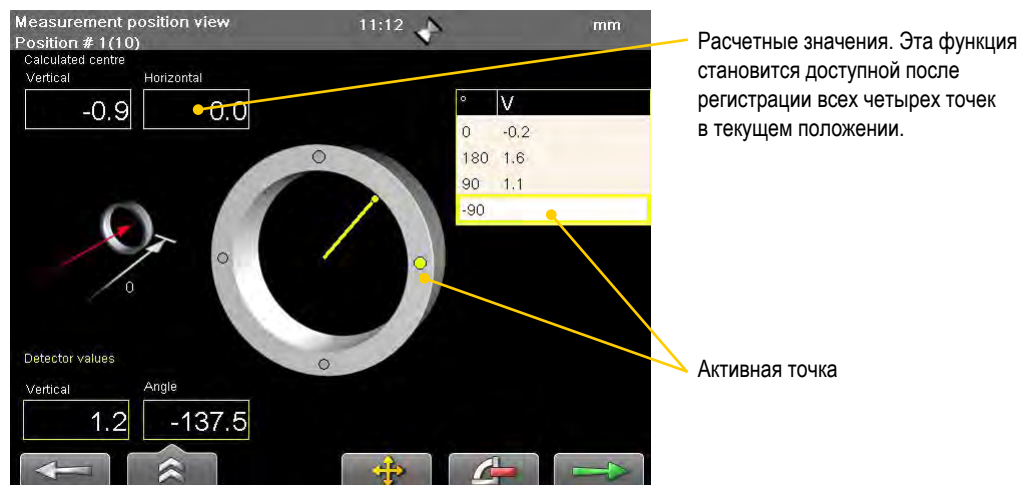 Measurement position view 11:12 mm
Position # 1(10)
Calculated centre
Vertical Horizontal
-0.9 0.0
° V
0 -0.2
180 1.6
90 1.1
-90
0
Detector values
Vertical Angle
1.2 -137.5
Расчетные значения. Эта функция
становится доступной после
регистрации всех четырех точек
в текущем положении.
Активная точка